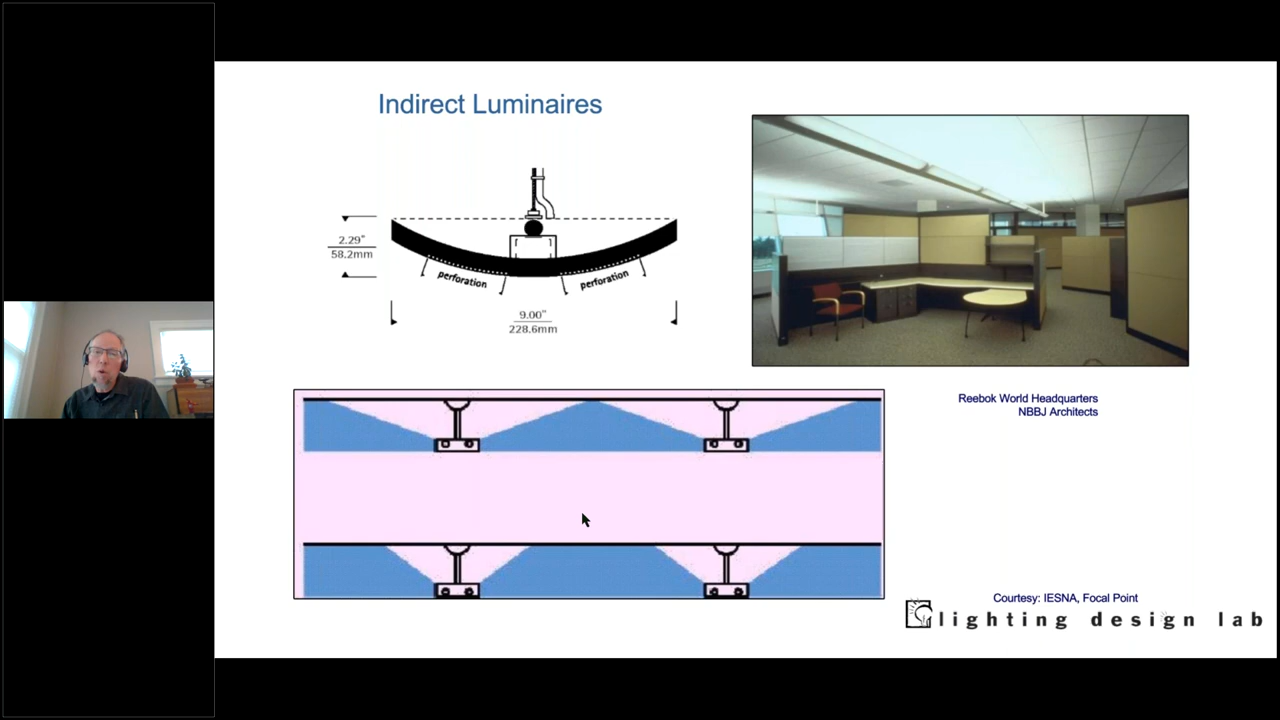 Indirect Luminaires
2.29"
58.2mm
perforation
perforation
9.00"
228.6mm
Reebok World Headquarters
NBBJ Architects
Courtesy: IESNA, Focal Point
lighting design lab